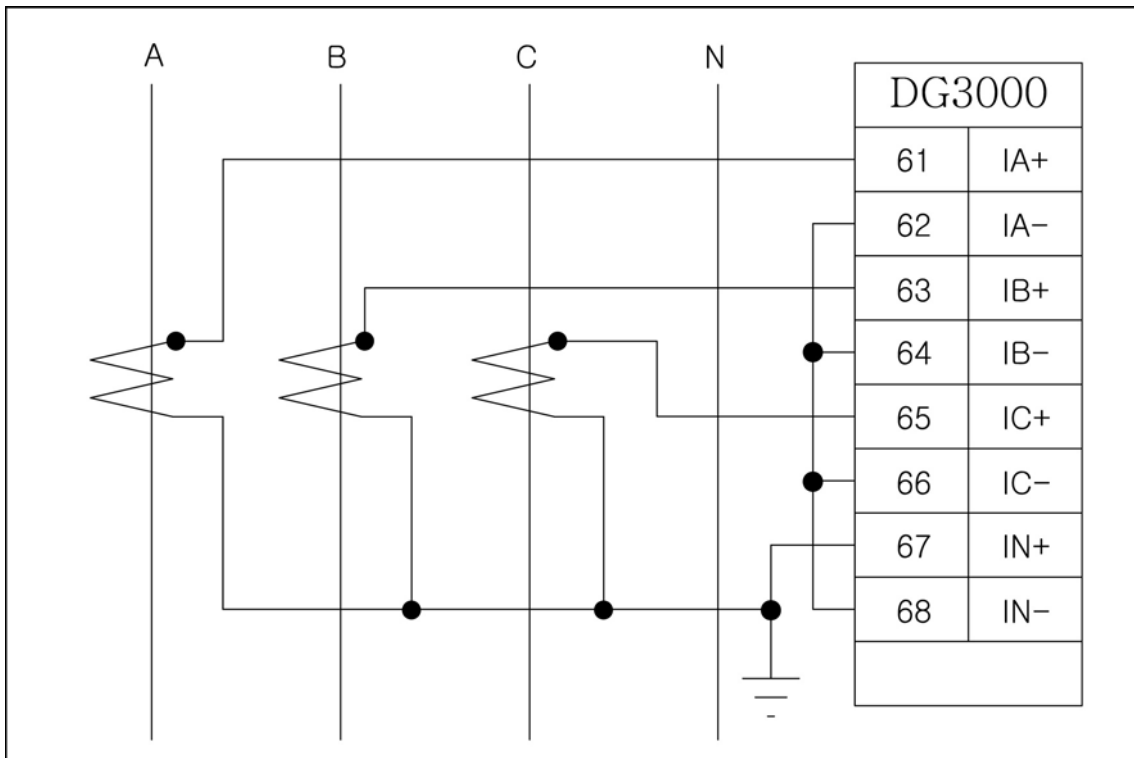 A B C N
DG3000
61 IA+
62 IA-
63 IB+
64 IB-
65 IC+
66 IC-
67 IN+
68 IN-